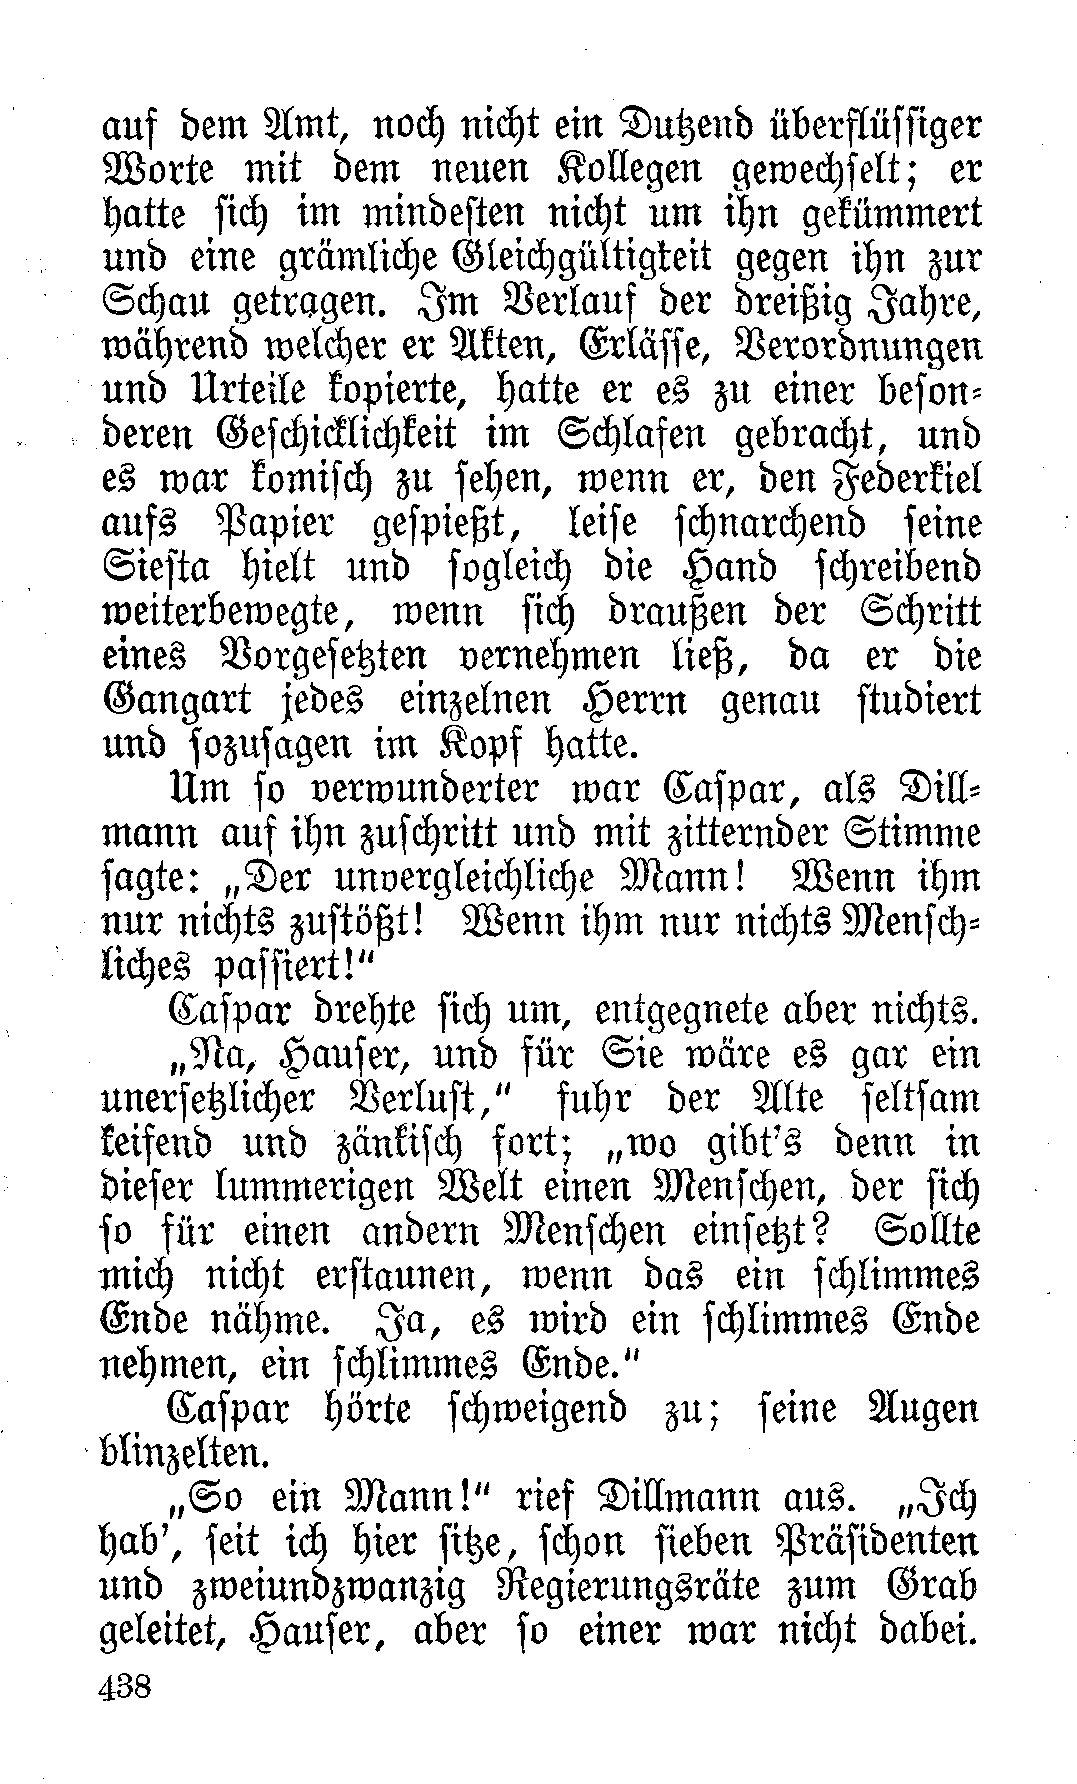 auf dem Amt, noch nicht ein Dutzend überflüssiger
Worte mit dem neuen Kollegen gewechselt; er
hatte sich im mindesten nicht um ihn gekümmert
und eine grämliche Gleichgültigkeit gegen ihn zur
Schau getragen. Im Verlauf der dreißig Jahre,
während welcher er Akten, Erlässe, Verordnungen
und Urteile kopierte, hatte er es zu einer beson-
deren Geschicklichkeit im Schlafen gebracht, und
es war komisch zu sehen, wenn er, den Federkiel
aufs Papier gespießt, leise schnarchend seine
Siesta hielt und sogleich die Hand schreibend
weiterbewegte, wenn sich draußen der Schritt
eines Vorgesetzten vernehmen ließ, da er die
Gangart jedes einzelnen Herrn genau studiert
und sozusagen im Kopf hatte.
Um so verwunderter war Caspar, als Dill-
mann auf ihn zuschritt und mit zitternder Stimme
sagte: „Der unvergleichliche Mann! Wenn ihm
nur nichts zustößt! Wenn ihm nur nichts Mensch-
liches passiert!“
Caspar drehte sich um, entgegnete aber nichts.
„Na, Hauser, und für Sie wäre es gar ein
unersetzlicher Verlust,“ fuhr der Alte seltsam
keifend und zänkisch fort; „wo gibt's denn in
dieser lummerigen Welt einen Menschen, der sich
so für einen andern Menschen einsetzt? Sollte
mich nicht erstaunen, wenn das ein schlimmes
Ende nähme. Ja, es wird ein schlimmes Ende
nehmen, ein schlimmes Ende.“
Caspar hörte schweigend zu; seine Augen
blinzelten.
„So ein Mann!“ rief Dillmann aus. „Ich
hab', seit ich hier sitze, schon sieben Präsidenten
und zweiundzwanzig Regierungsräte zum Grab
geleitet, Hauser, aber so einer war nicht dabei.
438